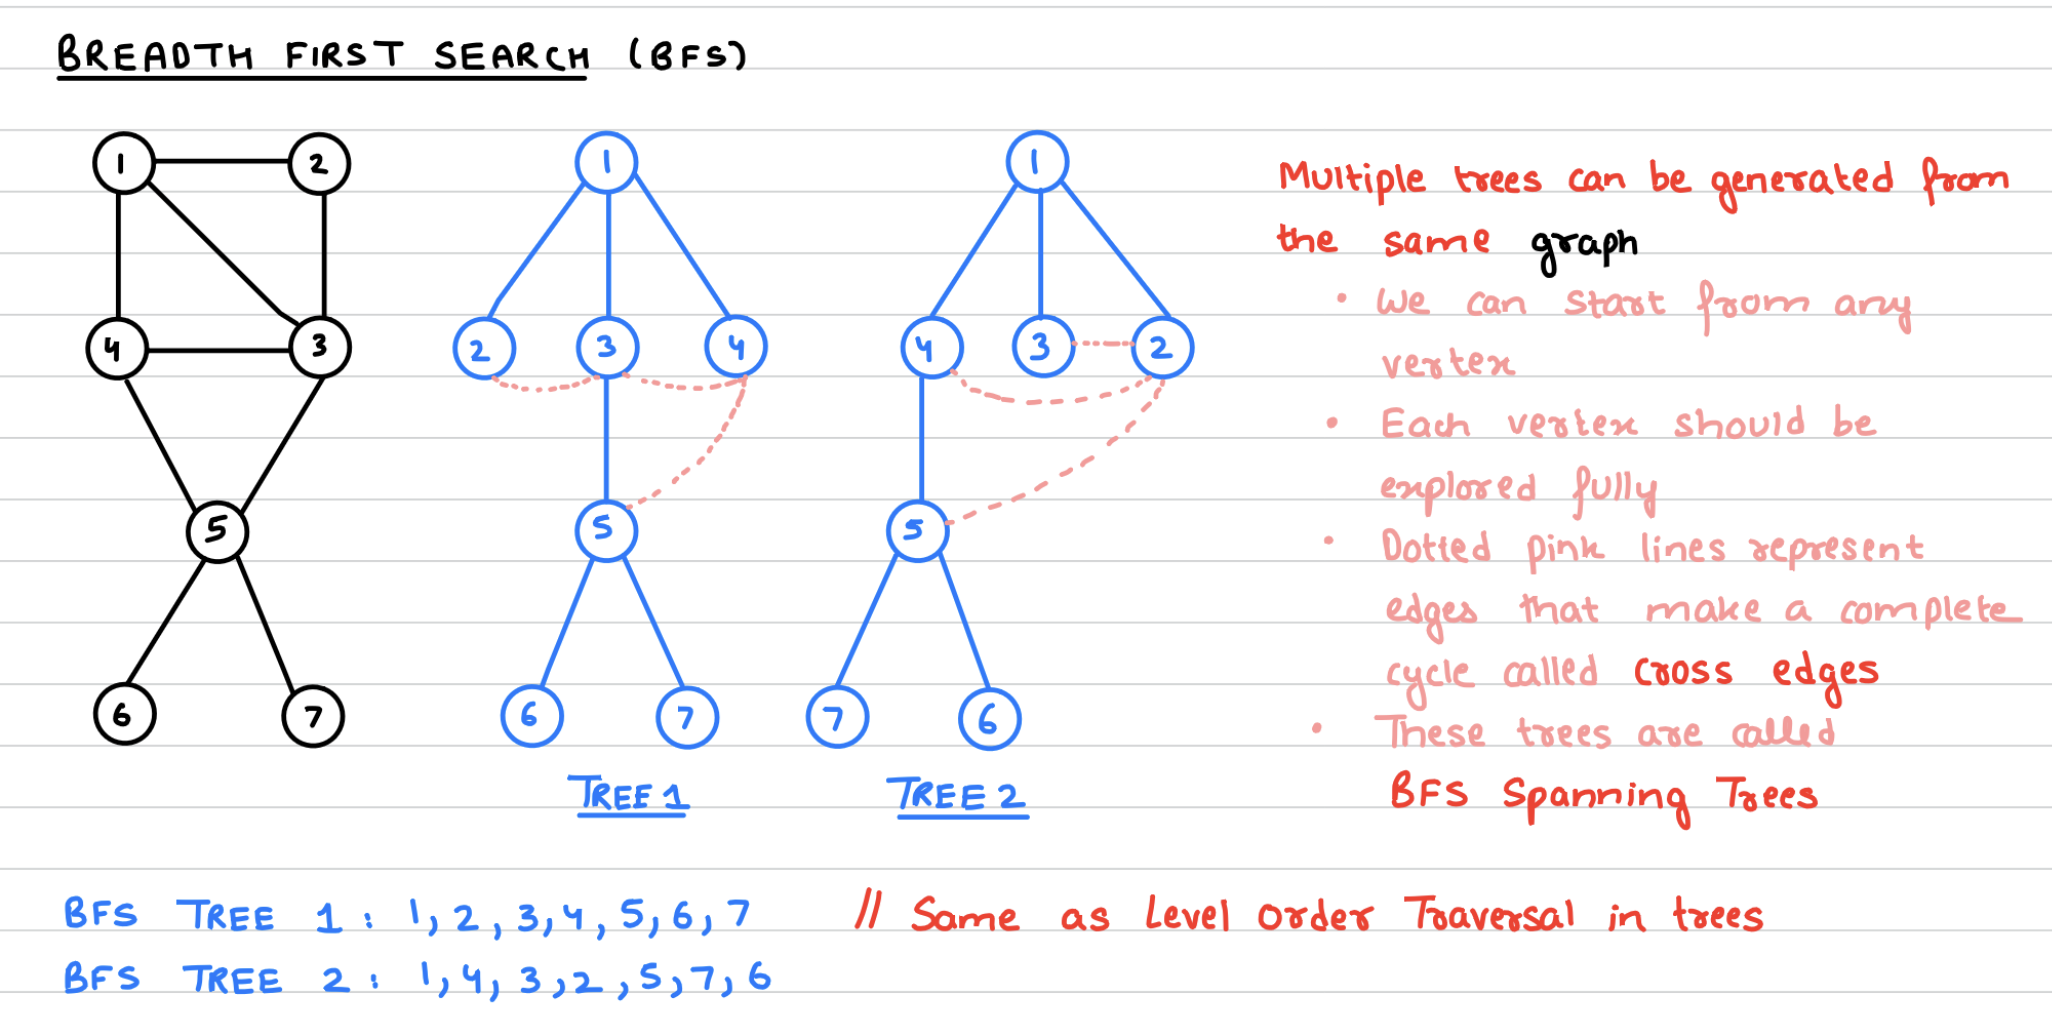 BREADTH FIRST SEARCH (BFS)
1 2
4 3
5
6 7
1
2 3 4
5
6 7
TREE 1
1
4 3 2
5
7 6
TREE 2
Multiple trees can be generated from
the same graph
• We can start from any
vertex
• Each vertex should be
explored fully
• Dotted pink lines represent
edges that make a complete
cycle called cross edges
• These trees are called
BFS Spanning Trees
BFS TREE 1 : 1, 2, 3, 4, 5, 6, 7 // Same as Level Order Traversal in trees
BFS TREE 2 : 1, 4, 3, 2, 5, 7, 6